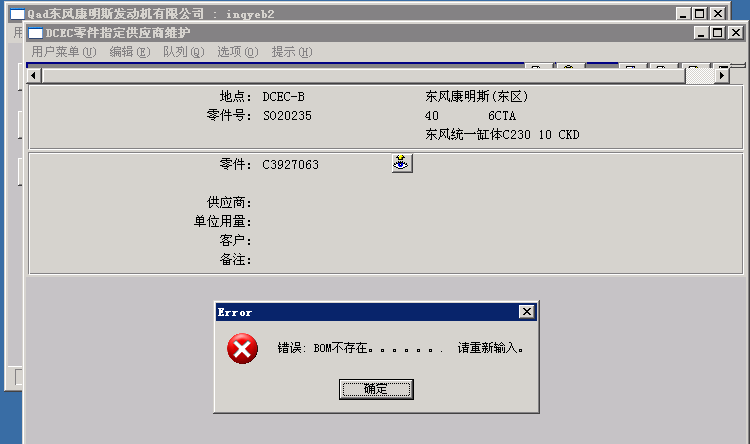 Qad东风康明斯发动机有限公司 : inqyeb2
DCEC零件指定供应商维护
用户菜单(U) 编辑(E) 队列(Q) 选项(O) 提示(H)
地点: DCEC-B 东风康明斯(东区)
零件号: SO20235 40 6CTA
东风统一缸体C230 10 CKD
零件: C3927063
供应商:
单位用量:
客户:
备注:
Error
错误: BOM不存在。。。。。。. 请重新输入。
确定